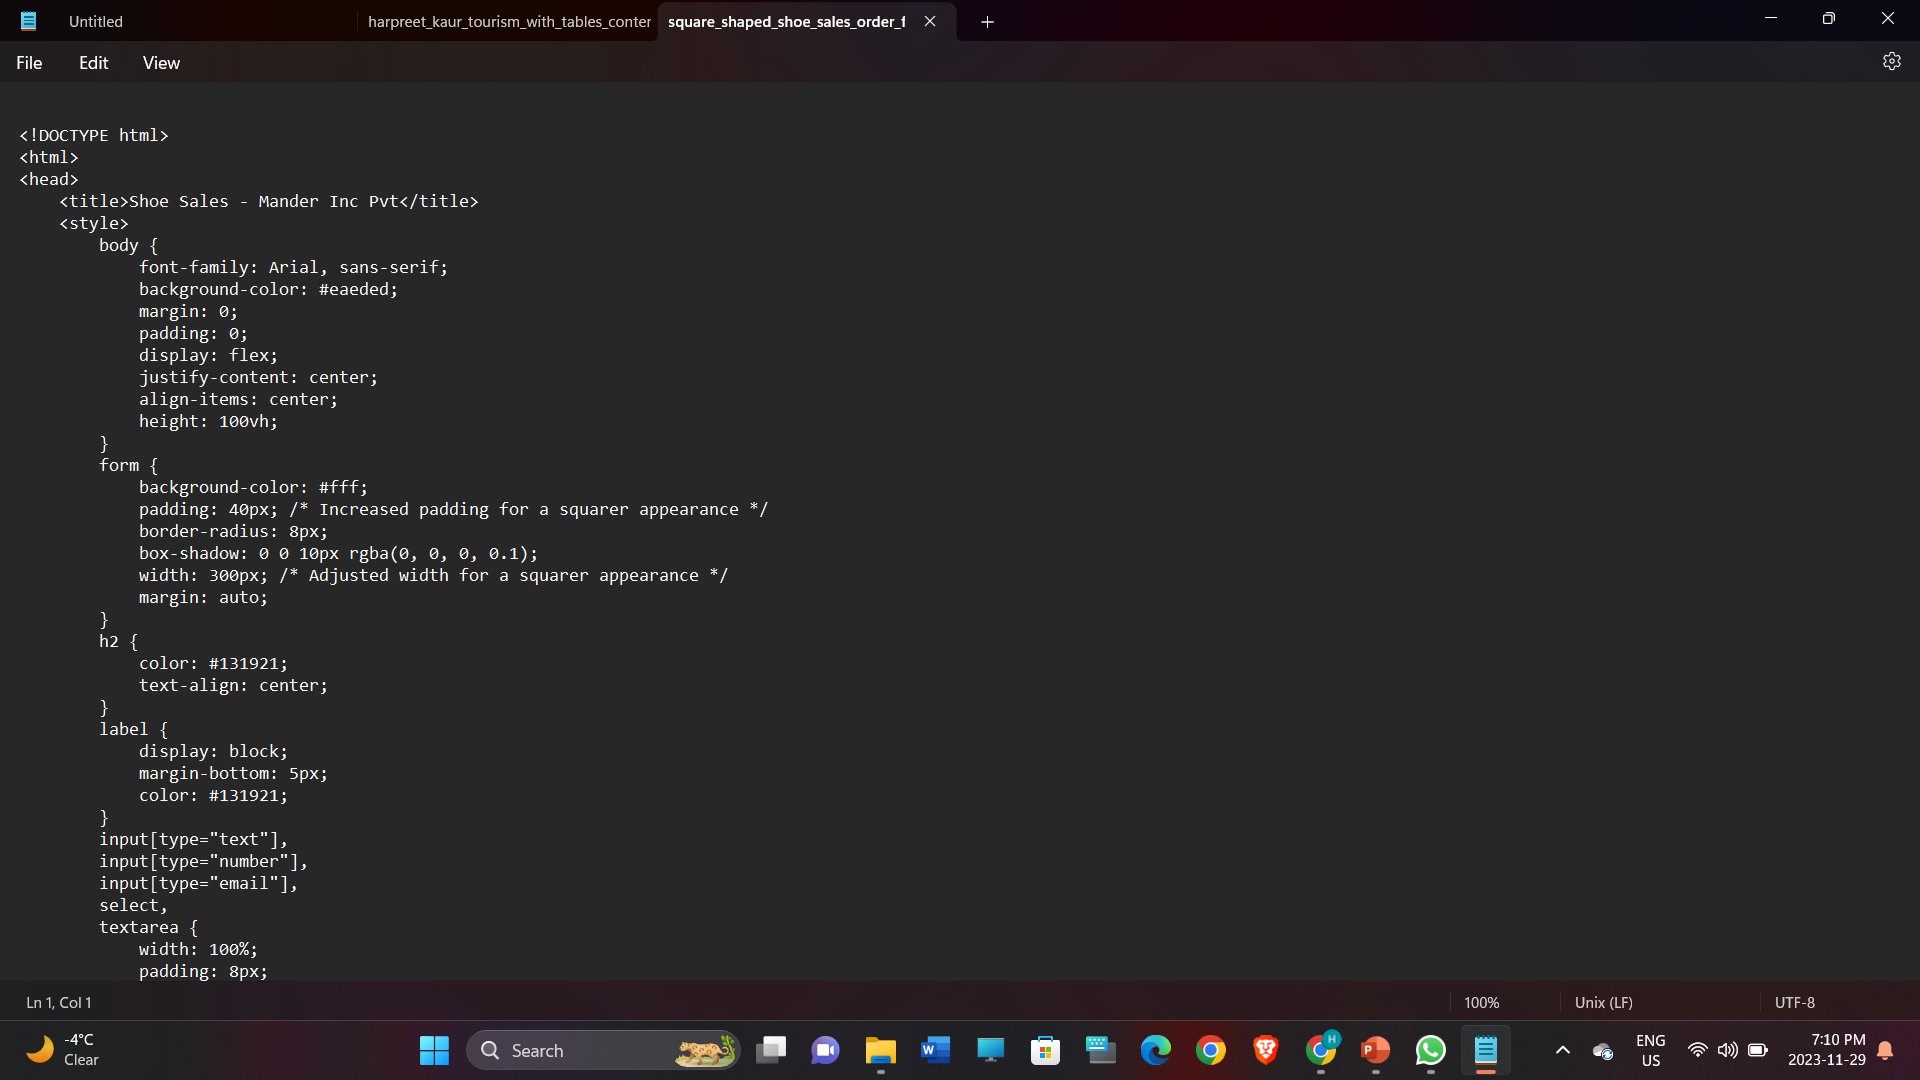 Untitled
harpreet_kaur_tourism_with_tables_conter
square_shaped_shoe_sales_order_f
File Edit View
<!DOCTYPE html>
<html>
<head>
    <title>Shoe Sales - Mander Inc Pvt</title>
    <style>
        body {
            font-family: Arial, sans-serif;
            background-color: #eaeded;
            margin: 0;
            padding: 0;
            display: flex;
            justify-content: center;
            align-items: center;
            height: 100vh;
        }
        form {
            background-color: #fff;
            padding: 40px; /* Increased padding for a squarer appearance */
            border-radius: 8px;
            box-shadow: 0 0 10px rgba(0, 0, 0, 0.1);
            width: 300px; /* Adjusted width for a squarer appearance */
            margin: auto;
        }
        h2 {
            color: #131921;
            text-align: center;
        }
        label {
            display: block;
            margin-bottom: 5px;
            color: #131921;
        }
        input[type="text"],
        input[type="number"],
        input[type="email"],
        select,
        textarea {
            width: 100%;
            padding: 8px;
Ln 1, Col 1
100%
Unix (LF)
UTF-8
-4°C
Clear
Search
ENG
US
7:10 PM
2023-11-29